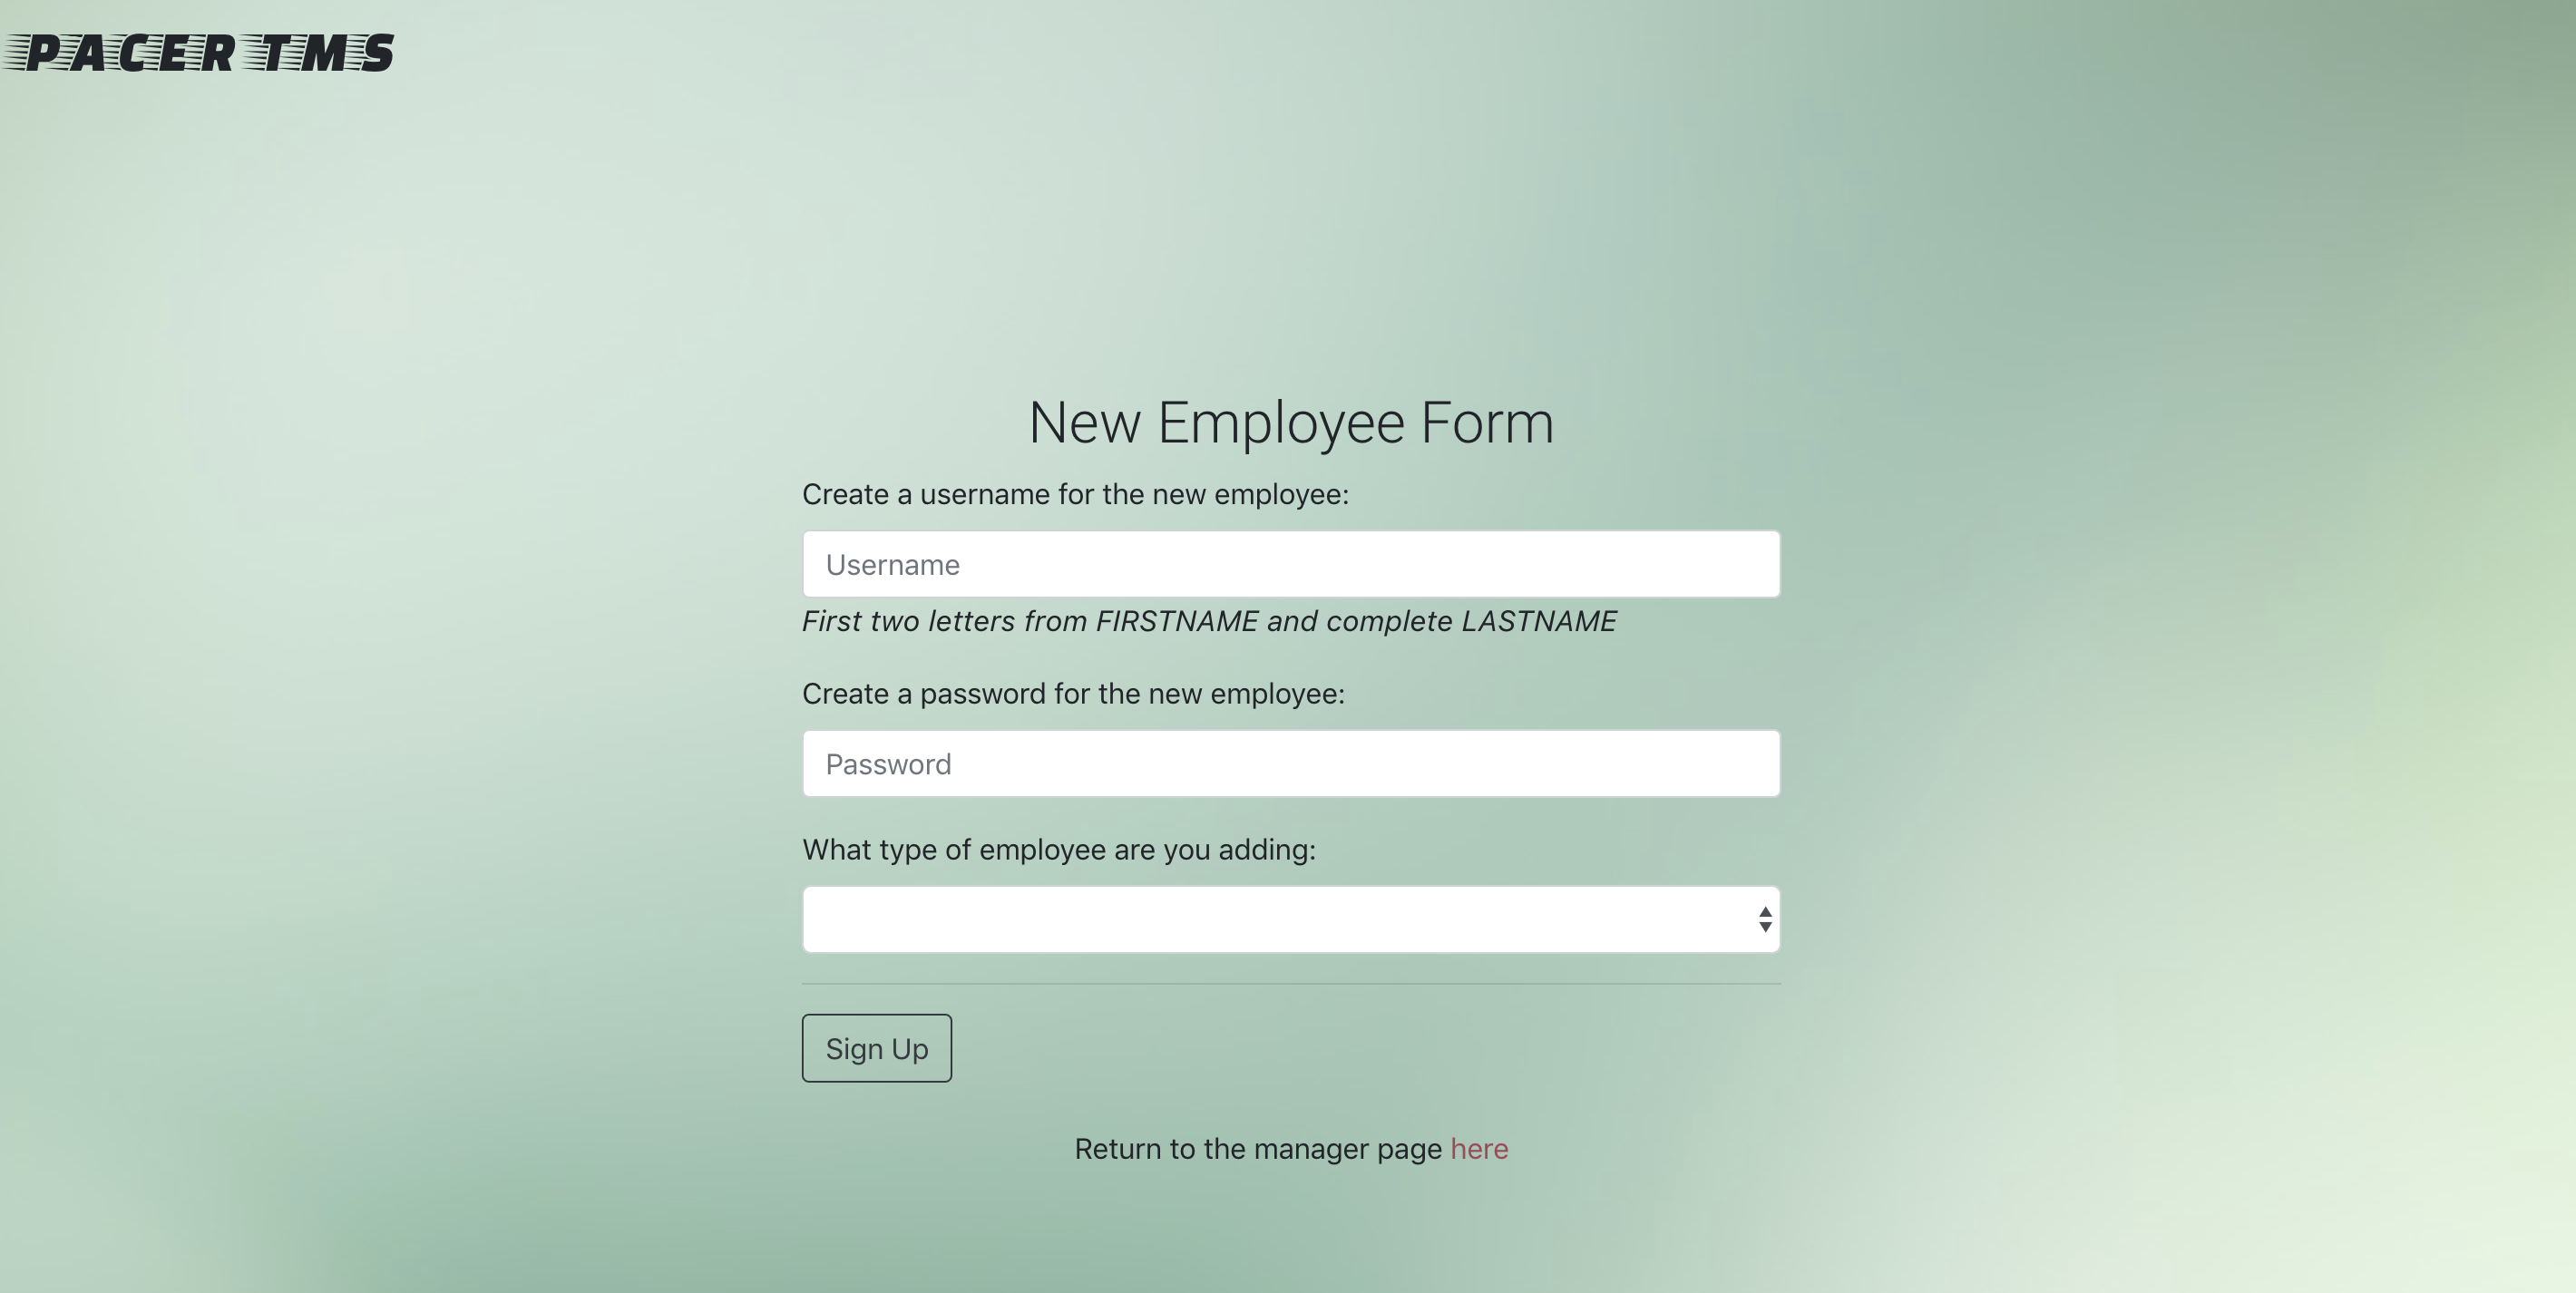 PACER TMS
New Employee Form
Create a username for the new employee:
Username
First two letters from FIRSTNAME and complete LASTNAME
Create a password for the new employee:
Password
What type of employee are you adding:
Sign Up
Return to the manager page here